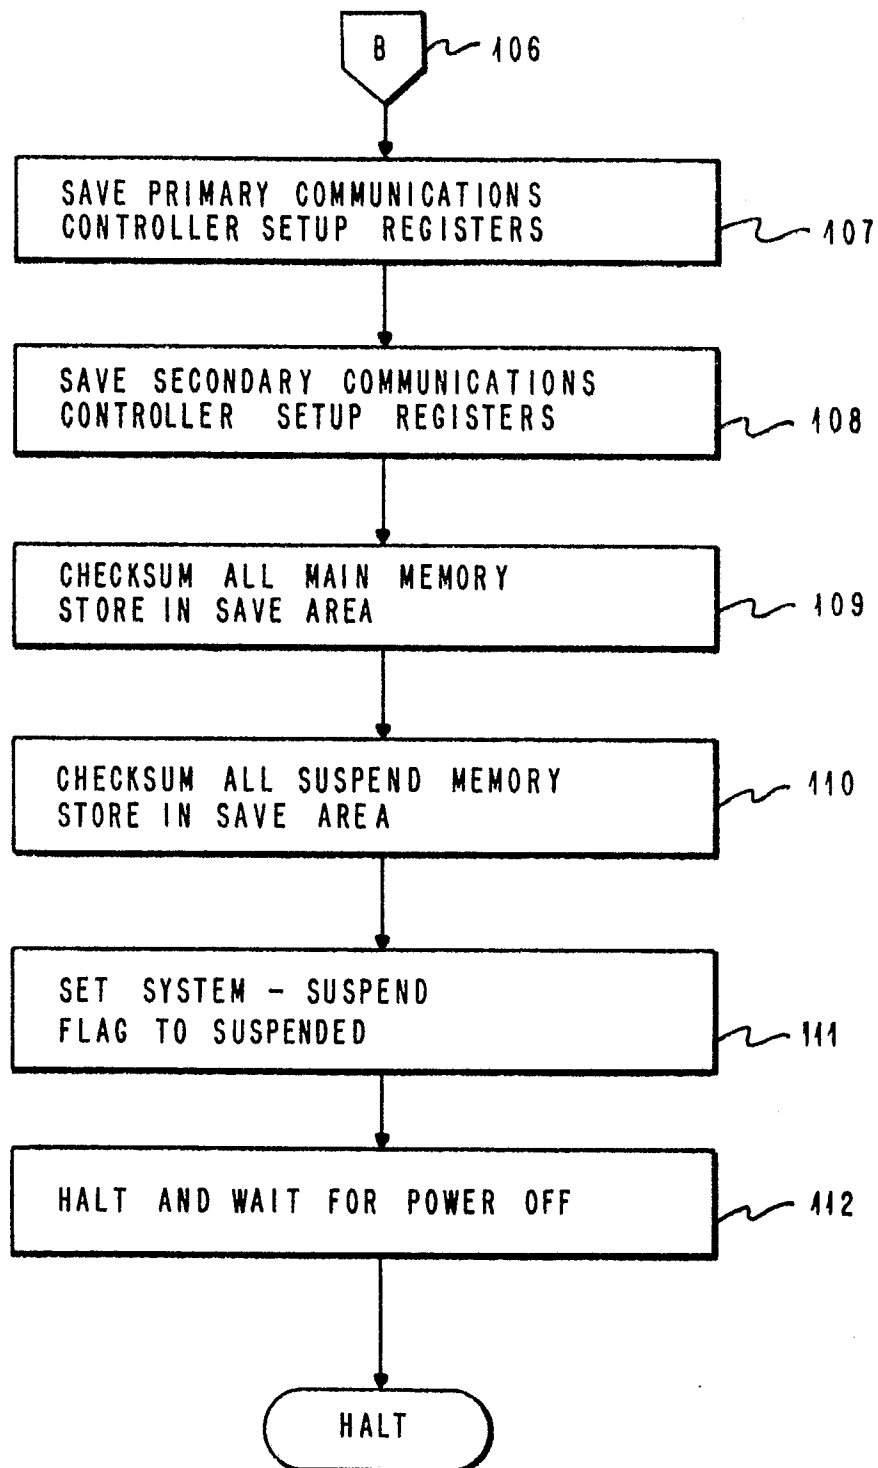 B
106
SAVE PRIMARY COMMUNICATIONS
CONTROLLER SETUP REGISTERS
107
SAVE SECONDARY COMMUNICATIONS
CONTROLLER SETUP REGISTERS
108
CHECKSUM ALL MAIN MEMORY
STORE IN SAVE AREA
109
CHECKSUM ALL SUSPEND MEMORY
STORE IN SAVE AREA
110
SET SYSTEM - SUSPEND
FLAG TO SUSPENDED
111
HALT AND WAIT FOR POWER OFF
112
HALT